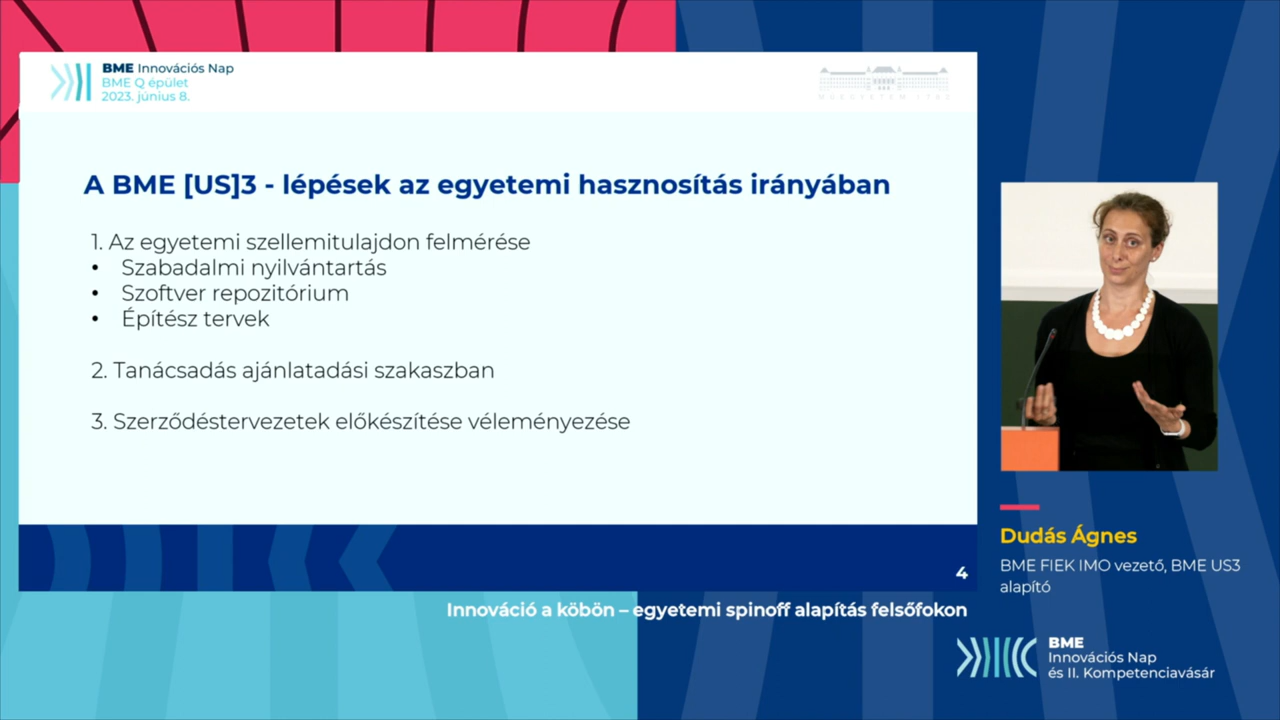 BME Innovációs Nap
BME Q épület
2023. június 8.
MŰEGYETEM 1782
A BME [US]3 - lépések az egyetemi hasznosítás irányában
1. Az egyetemi szellemitulajdon felmérése
• Szabadalmi nyilvántartás
• Szoftver repozitórium
• Építész tervek
2. Tanácsadás ajánlatadási szakaszban
3. Szerződéstervezetek előkészítése véleményezése
4
Dudás Ágnes
BME FIEK IMO vezető, BME US3
alapító
Innováció a köbön – egyetemi spinoff alapítás felsőfokon
BME
Innovációs Nap
és II. Kompetenciavásár